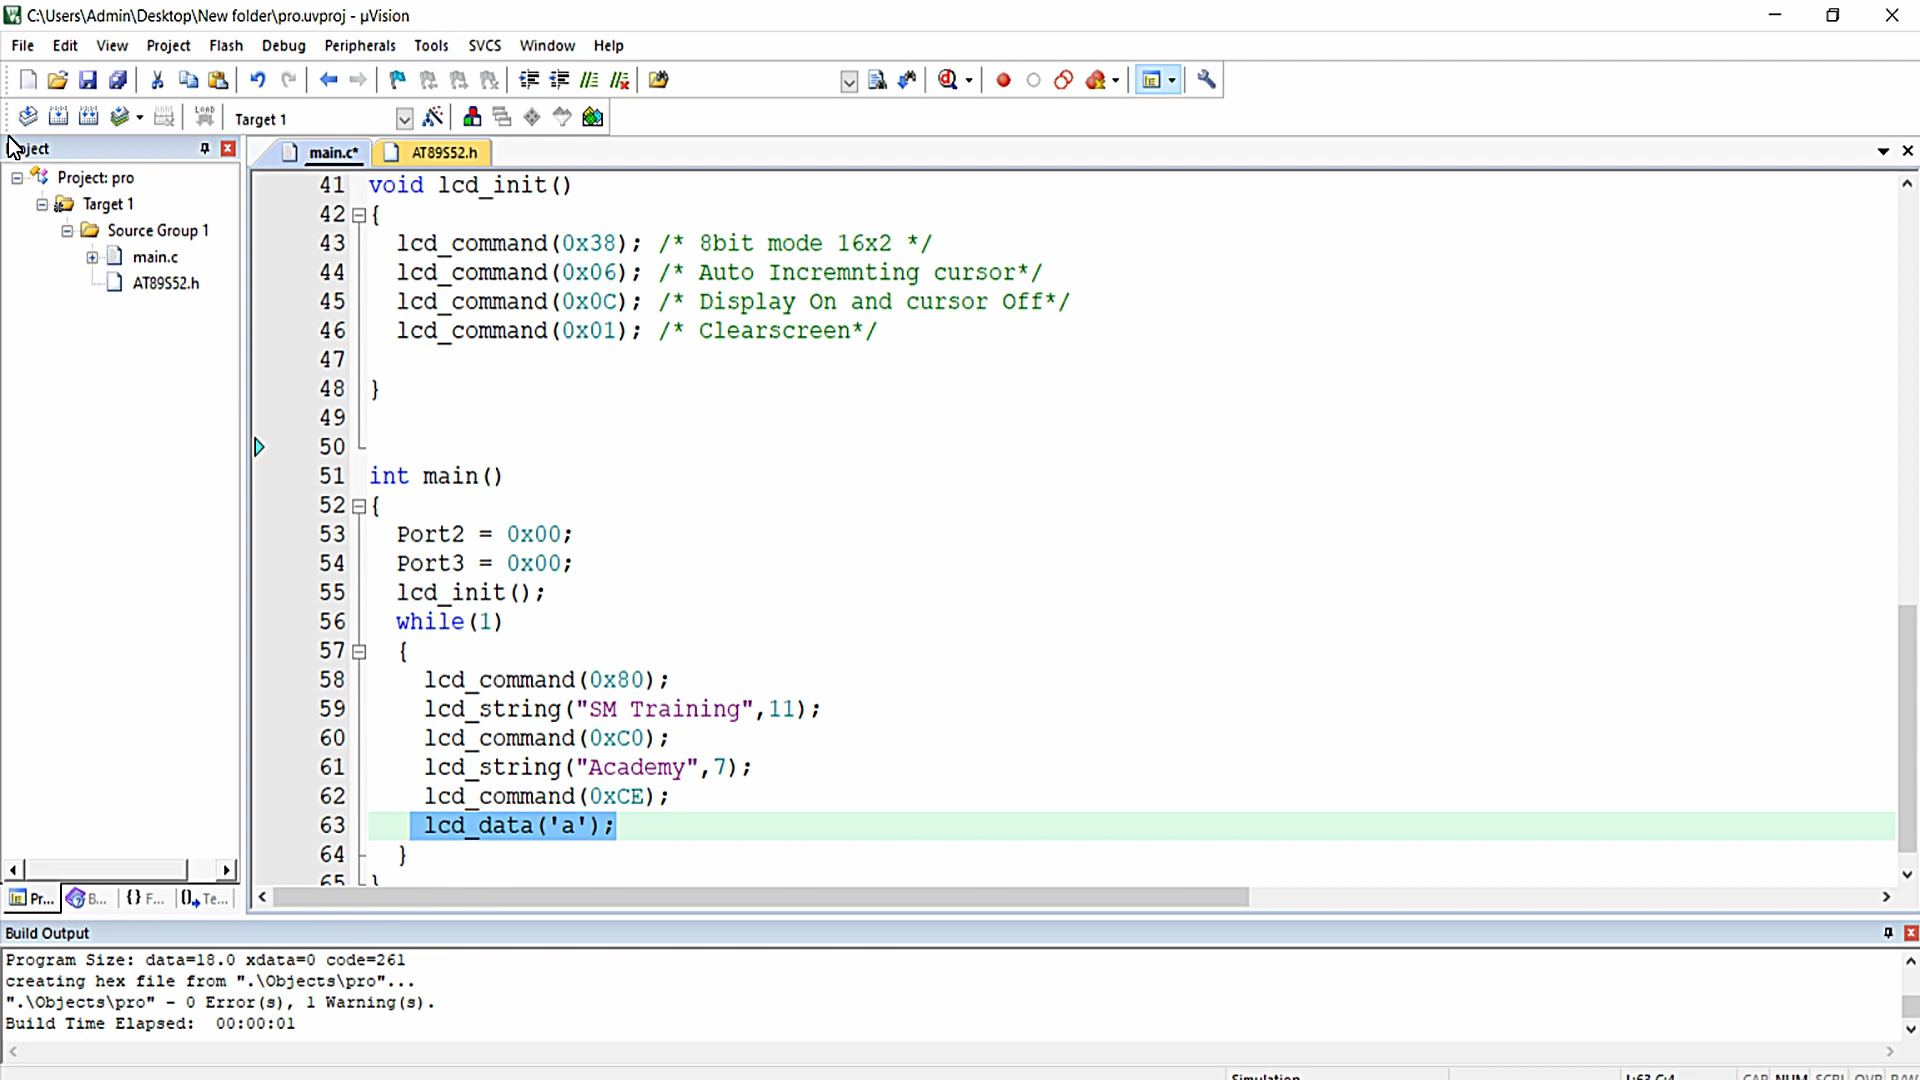 C:\Users\Admin\Desktop\New folder\pro.uvproj - µVision
File Edit View Project Flash Debug Peripherals Tools SVCS Window Help
LOAD Target 1
main.c* AT89S52.h
Project: pro
Target 1
Source Group 1
main.c
AT89S52.h
41 void lcd_init()
42 {
43 lcd_command(0x38); /* 8bit mode 16x2 */
44 lcd_command(0x06); /* Auto Incremnting cursor*/
45 lcd_command(0x0C); /* Display On and cursor Off*/
46 lcd_command(0x01); /* Clearscreen*/
47
48 }
49
50
51 int main()
52 {
53 Port2 = 0x00;
54 Port3 = 0x00;
55 lcd_init();
56 while(1)
57 {
58 lcd_command(0x80);
59 lcd_string("SM Training",11);
60 lcd_command(0xC0);
61 lcd_string("Academy",7);
62 lcd_command(0xCE);
63 lcd_data('a');
64 }
65 }
Pr... B... {} F... Te...
Build Output
Program Size: data=18.0 xdata=0 code=261
creating hex file from ".\Objects\pro"...
".\Objects\pro" - 0 Error(s), 1 Warning(s).
Build Time Elapsed: 00:00:01
Simulation